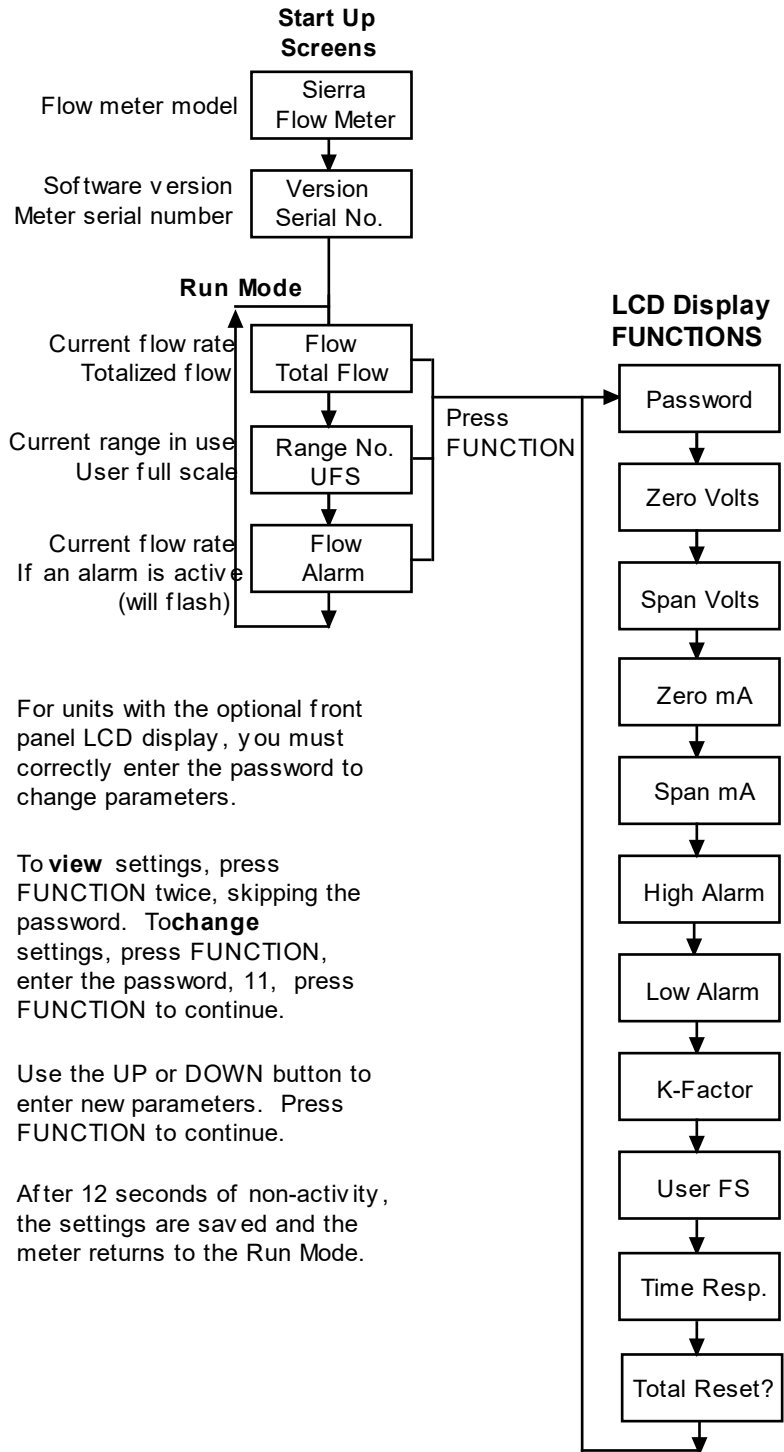 Start Up
Screens
Flow meter model
Sierra
Flow Meter
Software version
Meter serial number
Version
Serial No.
Run Mode
Current flow rate
Totalized flow
Flow
Total Flow
Current range in use
User full scale
Range No.
UFS
Current flow rate
If an alarm is active
(will flash)
Flow
Alarm
Press
FUNCTION
LCD Display
FUNCTIONS
Password
Zero Volts
Span Volts
Zero mA
Span mA
High Alarm
Low Alarm
K-Factor
User FS
Time Resp.
Total Reset?
For units with the optional front
panel LCD display, you must
correctly enter the password to
change parameters.
To view settings, press
FUNCTION twice, skipping the
password. Tochange
settings, press FUNCTION,
enter the password, 11, press
FUNCTION to continue.
Use the UP or DOWN button to
enter new parameters. Press
FUNCTION to continue.
After 12 seconds of non-activity,
the settings are saved and the
meter returns to the Run Mode.